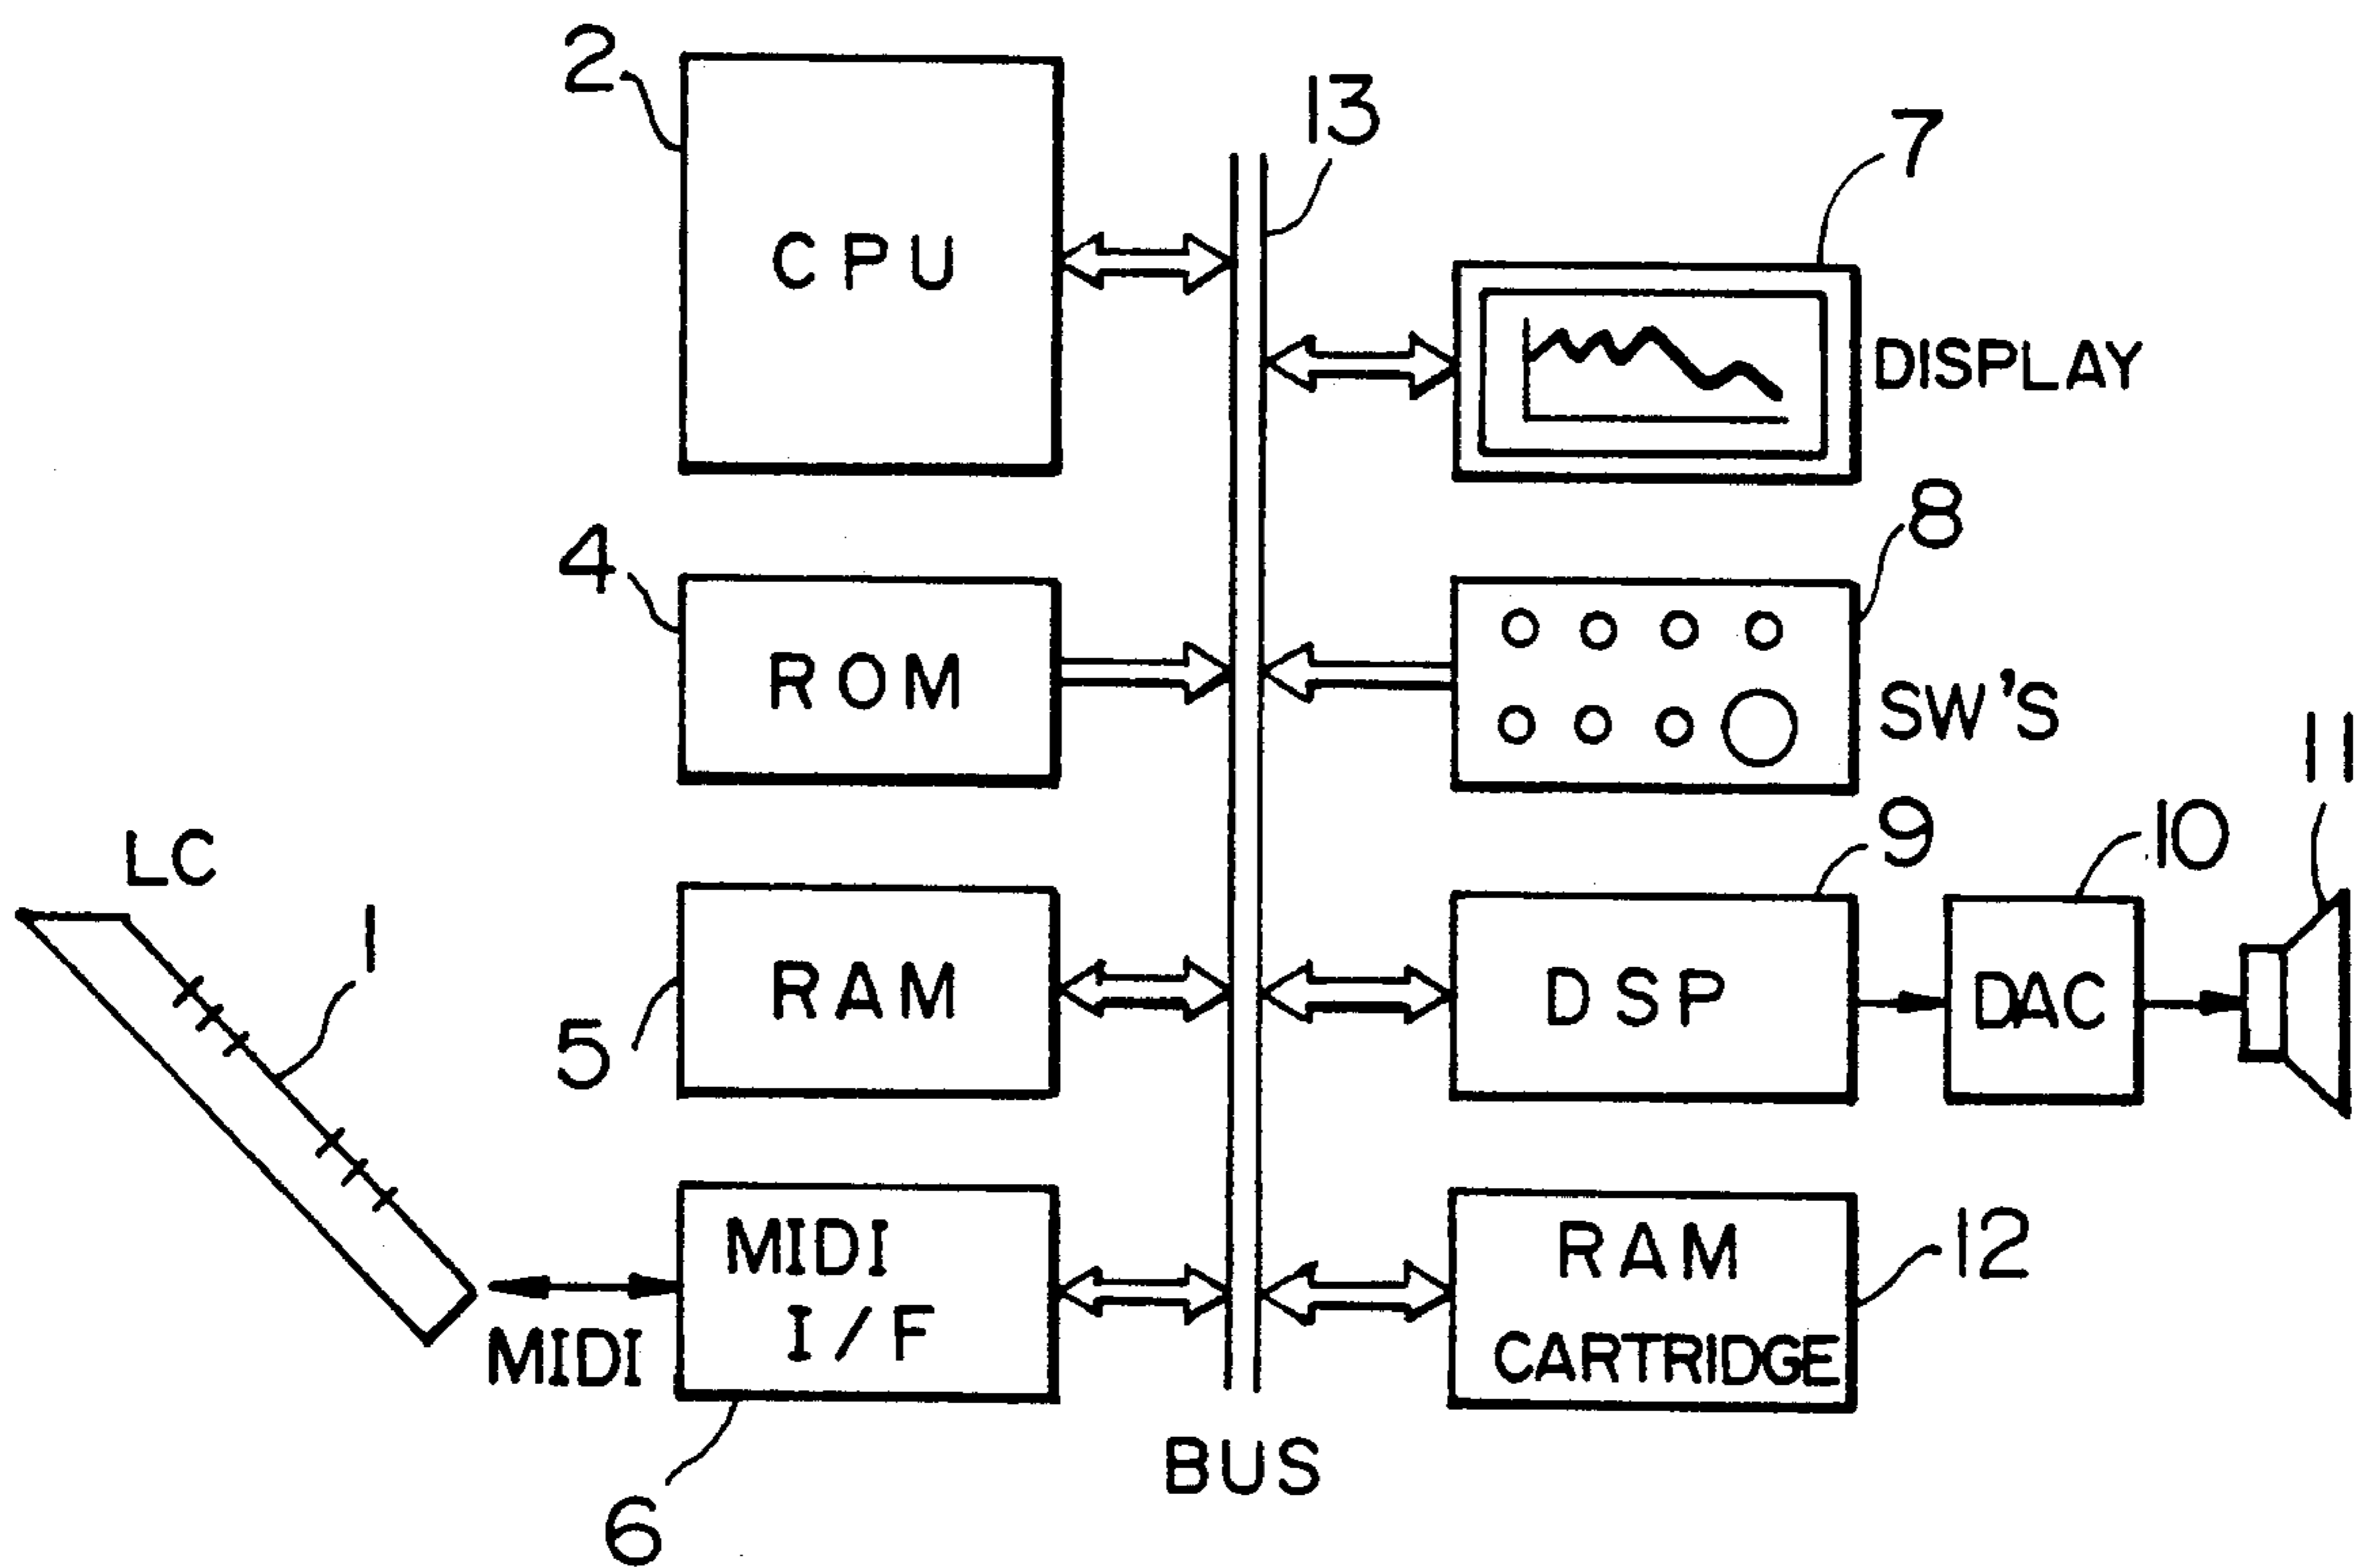 2
CPU
13
7
DISPLAY
4
ROM
8
SW'S
LC
1
5
RAM
9
DSP
10
DAC
11
MIDI
MIDI
I/F
6
RAM
CARTRIDGE
12
BUS